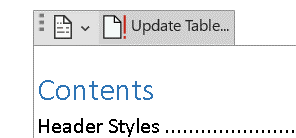 Update Table...
Contents
Header Styles ........................